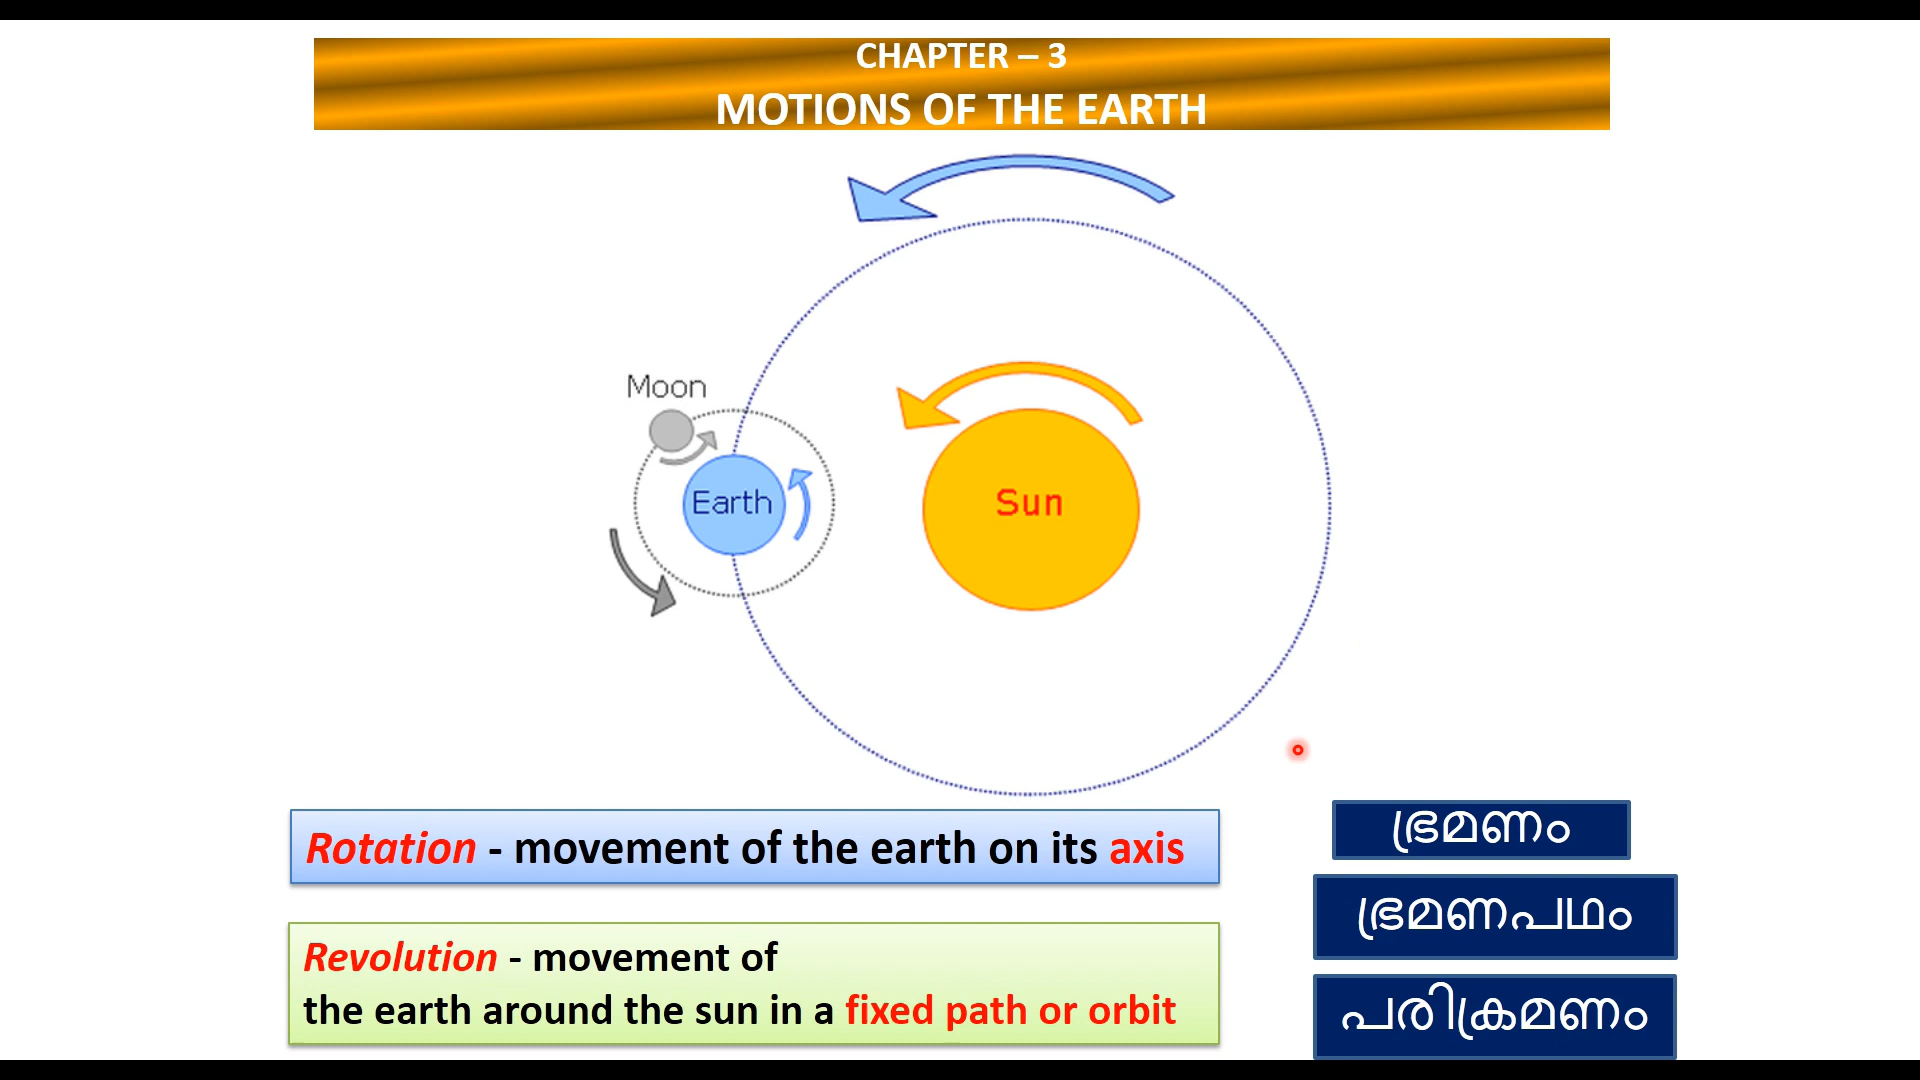 CHAPTER – 3
MOTIONS OF THE EARTH
Moon
Earth
Sun
Rotation - movement of the earth on its axis
Revolution - movement of
the earth around the sun in a fixed path or orbit
ഭ്രമണം
ഭ്രമണപഥം
പരിക്രമണം